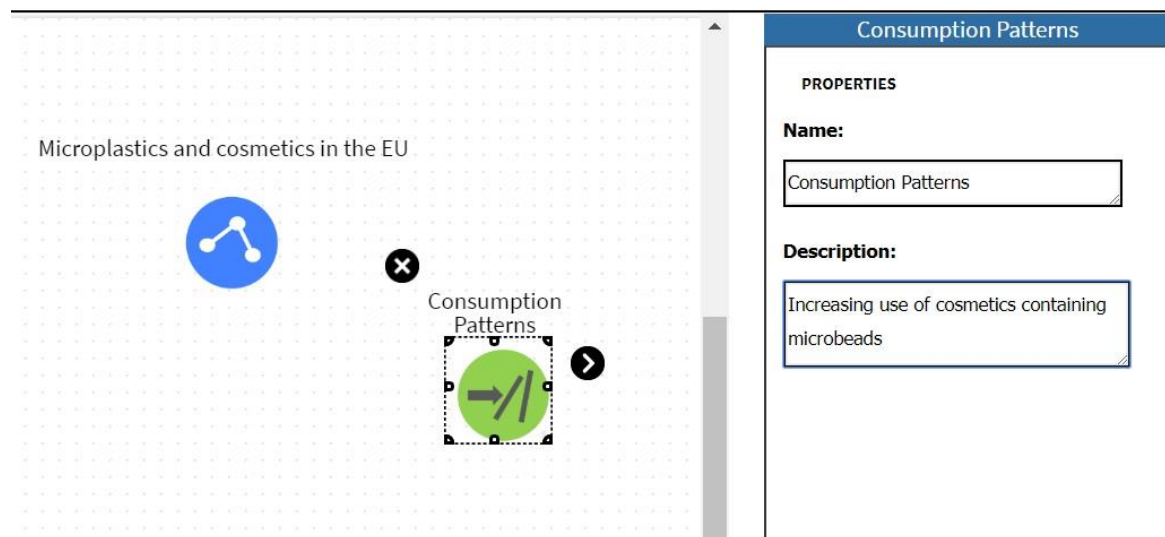 Microplastics and cosmetics in the EU
Consumption
Patterns
Consumption Patterns
PROPERTIES
Name:
Consumption Patterns
Description:
Increasing use of cosmetics containing
microbeads